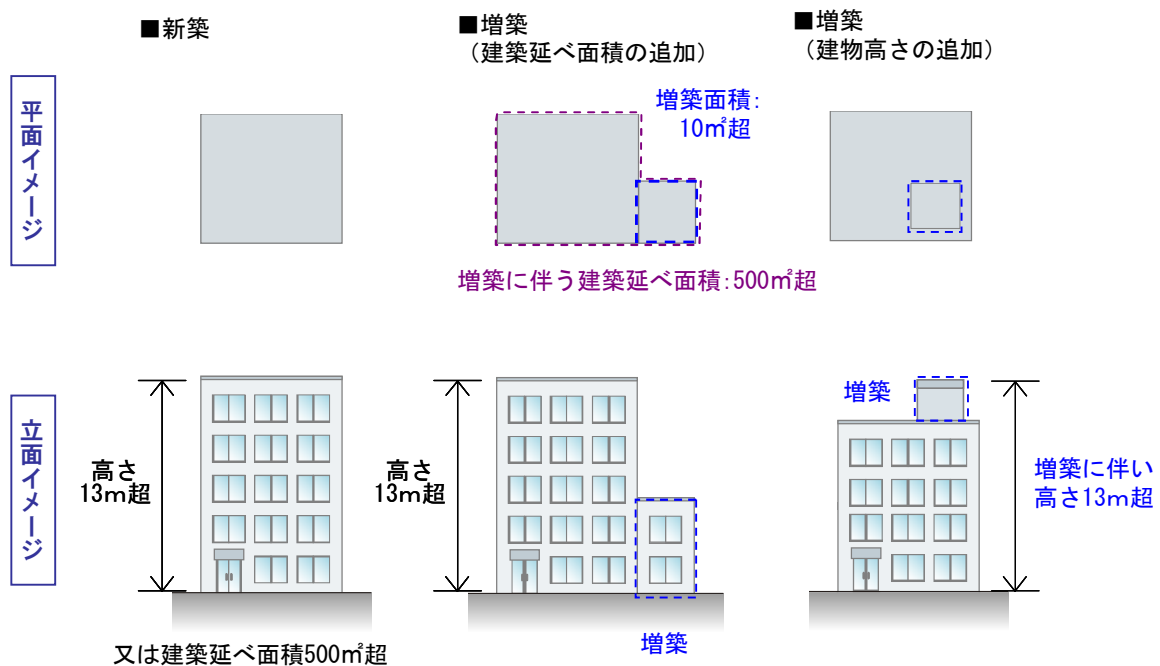 ■新築
■増築
（建築延べ面積の追加）
■増築
（建物高さの追加）
平面イメージ
増築面積：
10㎡超
増築に伴う建築延べ面積：500㎡超
立面イメージ
高さ
13ｍ超
又は建築延べ面積500㎡超
高さ
13ｍ超
増築
増築
増築に伴い
高さ13ｍ超